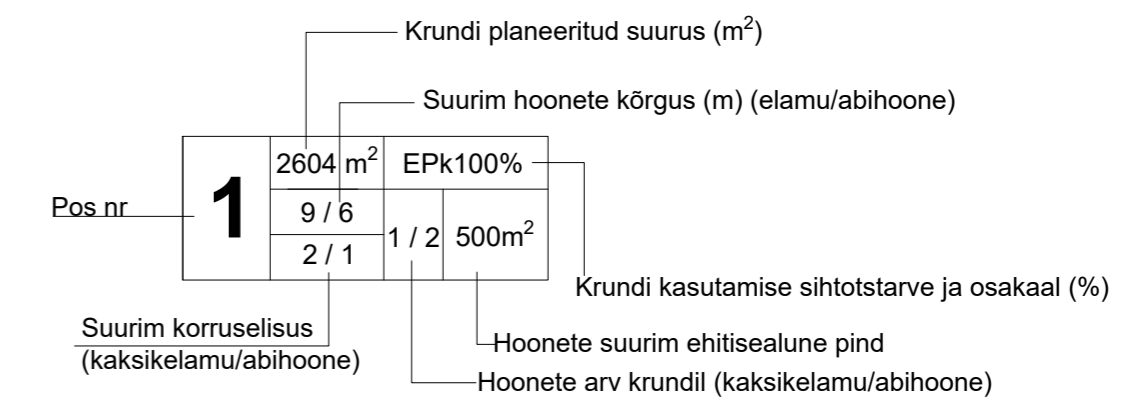 Krundi planeeritud suurus (m²)
Suurim hoonete kõrgus (m) (elamu/abihoone)
2604 m²
EPk100%
Pos nr
1
9 / 6
1 / 2
500m²
2 / 1
Krundi kasutamise sihtotstarve ja osakaal (%)
Suurim korruselisus
(kaksikelamu/abihoone)
Hoonete suurim ehitisealune pind
Hoonete arv krundil (kaksikelamu/abihoone)